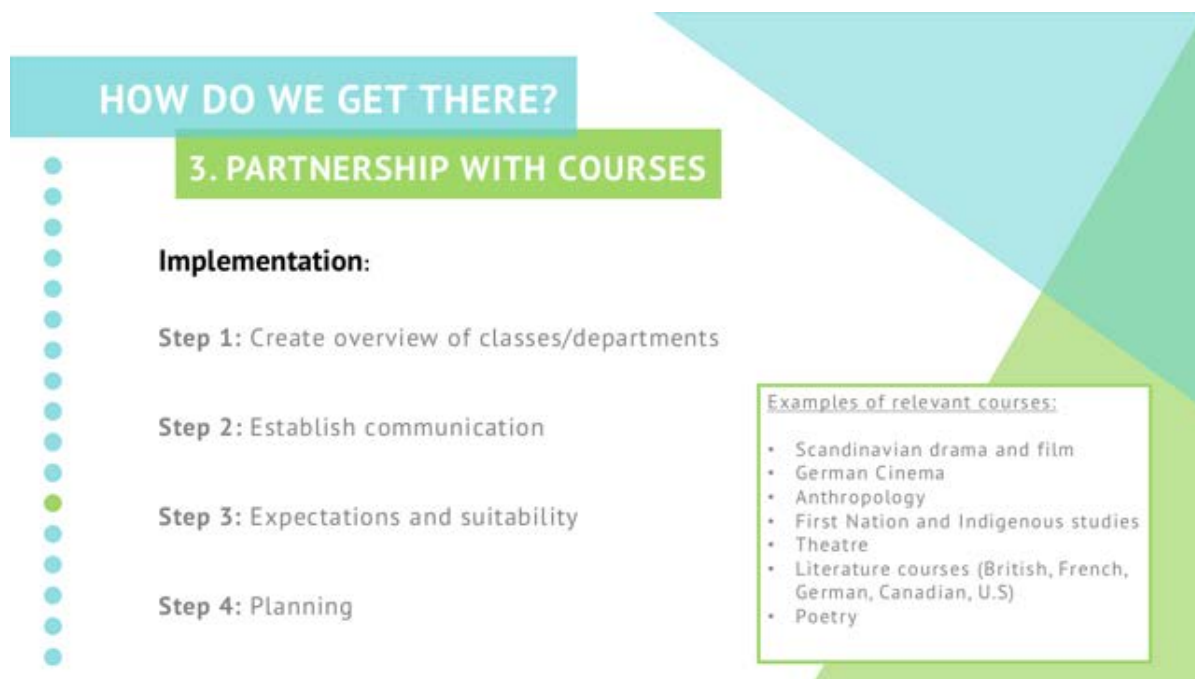 HOW DO WE GET THERE?
3. PARTNERSHIP WITH COURSES
Implementation:
Step 1: Create overview of classes/departments
Step 2: Establish communication
Step 3: Expectations and suitability
Step 4: Planning
Examples of relevant courses:
• Scandinavian drama and film
• German Cinema
• Anthropology
• First Nation and Indigenous studies
• Theatre
• Literature courses (British, French,
German, Canadian, U.S)
• Poetry